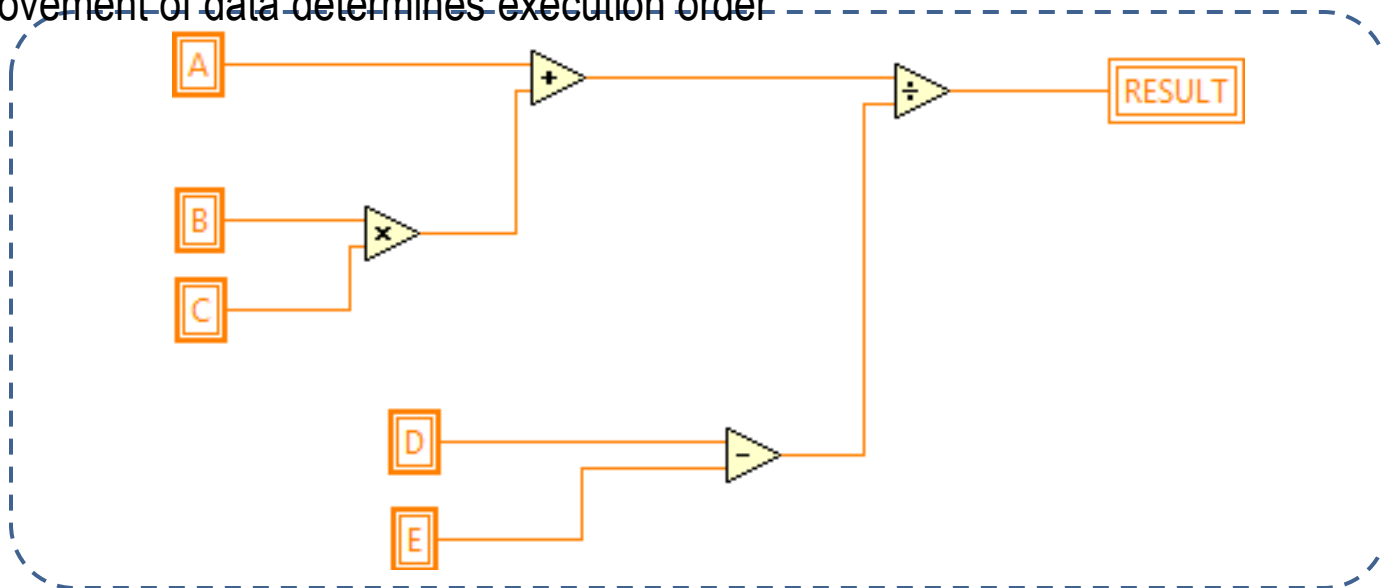 ovement of data determines execution order
A
+
÷
RESULT
B
×
C
D
−
E